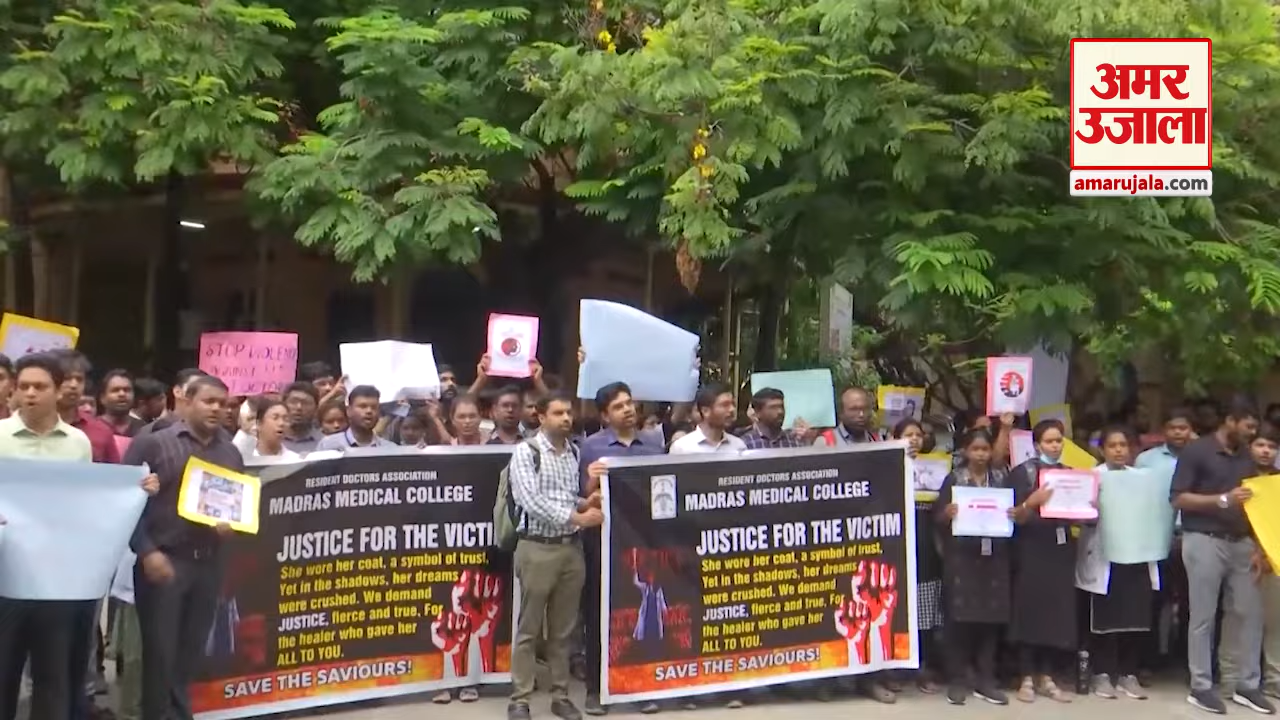 अमर
उजाला
amarujala.com
STOP VIOLENCE
AGAINST
DOCTORS
RESIDENT DOCTORS ASSOCIATION
MADRAS MEDICAL COLLEGE
JUSTICE FOR THE VICTI
She wore her coat, a symbol of trust,
Yet in the shadows, her dreams
were crushed. We demand
JUSTICE, fierce and true, For
the healer who gave her
ALL TO YOU.
SAVE THE SAVIOURS!
RESIDENT DOCTORS ASSOCIATION
MADRAS MEDICAL COLLEGE
JUSTICE FOR THE VICTIM
She wore her coat, a symbol of trust,
Yet in the shadows, her dreams
were crushed. We demand
JUSTICE, fierce and true, For
the healer who gave her
ALL TO YOU.
SAVE THE SAVIOURS!